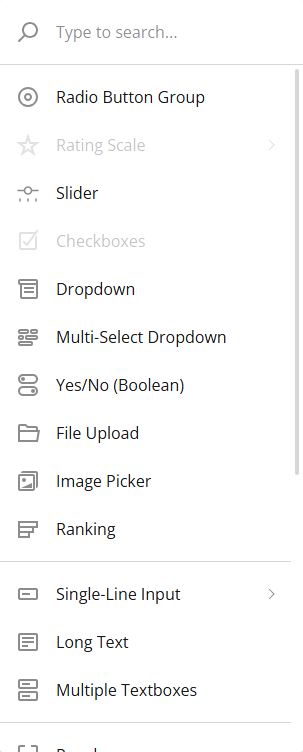 Type to search...
Radio Button Group
Rating Scale
Slider
Checkboxes
Dropdown
Multi-Select Dropdown
Yes/No (Boolean)
File Upload
Image Picker
Ranking
Single-Line Input
Long Text
Multiple Textboxes